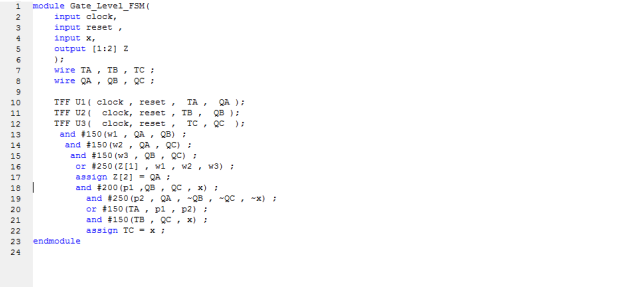 1 module Gate_Level_FSM(
2 input clock,
3 input reset ,
4 input x,
5 output [1:2] Z
6 );
7 wire TA , TB , TC ;
8 wire QA , QB , QC ;
9
10 TFF U1( clock , reset , TA , QA );
11 TFF U2( clock, reset , TB , QB );
12 TFF U3( clock, reset , TC , QC );
13 and #150(w1 , QA , QB) ;
14 and #150(w2 , QA , QC) ;
15 and #150(w3 , QB , QC) ;
16 or #250(Z[1] , w1 , w2 , w3) ;
17 assign Z[2] = QA ;
18 and #200(p1 ,QB , QC , x) ;
19 and #250(p2 , QA , ~QB , ~QC , ~x) ;
20 or #150(TA , p1 , p2) ;
21 and #150(TB , QC , x) ;
22 assign TC = x ;
23 endmodule
24